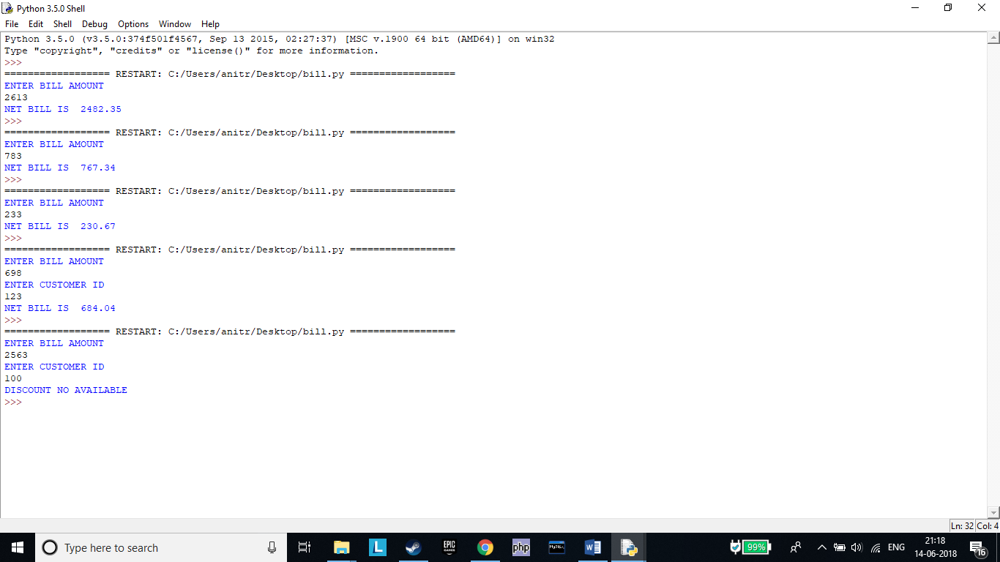 Python 3.5.0 Shell
File Edit Shell Debug Options Window Help
Python 3.5.0 (v3.5.0:374f501f4567, Sep 13 2015, 02:27:37) [MSC v.1900 64 bit (AMD64)] on win32
Type "copyright", "credits" or "license()" for more information.
>>>
================== RESTART: C:/Users/anitr/Desktop/bill.py ==================
ENTER BILL AMOUNT
2613
NET BILL IS  2482.35
>>>
================== RESTART: C:/Users/anitr/Desktop/bill.py ==================
ENTER BILL AMOUNT
783
NET BILL IS  767.34
>>>
================== RESTART: C:/Users/anitr/Desktop/bill.py ==================
ENTER BILL AMOUNT
233
NET BILL IS  230.67
>>>
================== RESTART: C:/Users/anitr/Desktop/bill.py ==================
ENTER BILL AMOUNT
698
ENTER CUSTOMER ID
123
NET BILL IS  684.04
>>>
================== RESTART: C:/Users/anitr/Desktop/bill.py ==================
ENTER BILL AMOUNT
2563
ENTER CUSTOMER ID
100
DISCOUNT NO AVAILABLE
>>>
Ln: 32 Col: 4
Type here to search
L
EPIC GAMES
php
MySQL
W
99%
ENG
21:18
14-06-2018
16